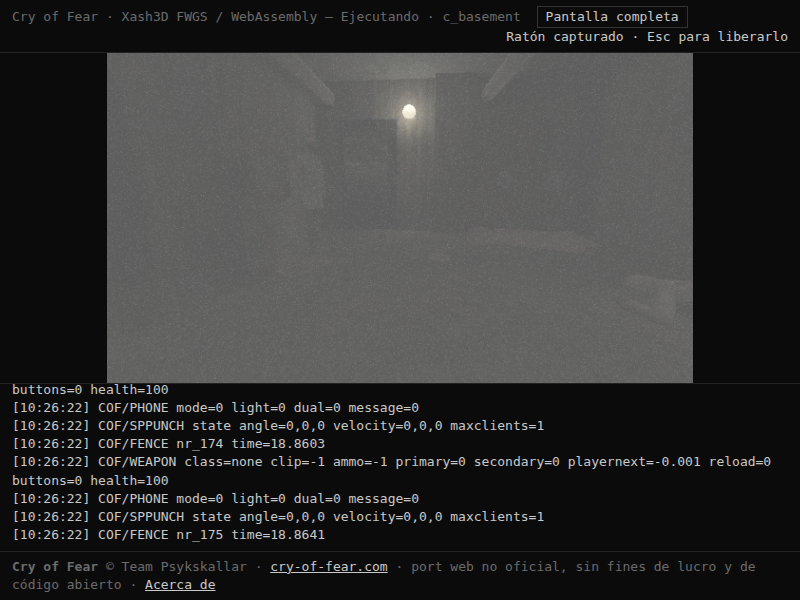 Cry of Fear · Xash3D FWGS / WebAssembly — Ejecutando · c_basement Pantalla completa
Ratón capturado · Esc para liberarlo
buttons=0 health=100
[10:26:22] COF/PHONE mode=0 light=0 dual=0 message=0
[10:26:22] COF/SPPUNCH state angle=0,0,0 velocity=0,0,0 maxclients=1
[10:26:22] COF/FENCE nr_174 time=18.8603
[10:26:22] COF/WEAPON class=none clip=-1 ammo=-1 primary=0 secondary=0 playernext=-0.001 reload=0
buttons=0 health=100
[10:26:22] COF/PHONE mode=0 light=0 dual=0 message=0
[10:26:22] COF/SPPUNCH state angle=0,0,0 velocity=0,0,0 maxclients=1
[10:26:22] COF/FENCE nr_175 time=18.8641
Cry of Fear © Team Psykskallar · cry-of-fear.com · port web no oficial, sin fines de lucro y de
código abierto · Acerca de